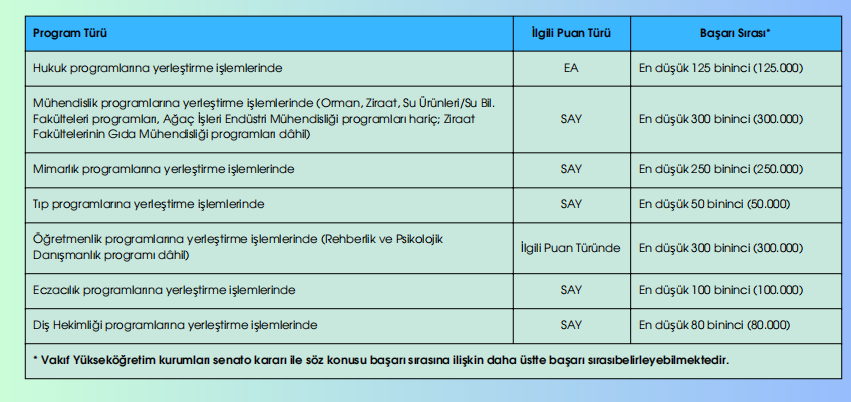 Program Türü İlgili Puan Türü Başarı Sırası*
Hukuk programlarına yerleştirme işlemlerinde EA En düşük 125 bininci (125.000)
Mühendislik programlarına yerleştirme işlemlerinde (Orman, Ziraat, Su Ürünleri/Su Bil.
Fakülteleri programları, Ağaç İşleri Endüstri Mühendisliği programları hariç; Ziraat
Fakültelerinin Gıda Mühendisliği programları dâhil) SAY En düşük 300 bininci (300.000)
Mimarlık programlarına yerleştirme işlemlerinde SAY En düşük 250 bininci (250.000)
Tıp programlarına yerleştirme işlemlerinde SAY En düşük 50 bininci (50.000)
Öğretmenlik programlarına yerleştirme işlemlerinde (Rehberlik ve Psikolojik
Danışmanlık programı dâhil) İlgili Puan Türünde En düşük 300 bininci (300.000)
Eczacılık programlarına yerleştirme işlemlerinde SAY En düşük 100 bininci (100.000)
Diş Hekimliği programlarına yerleştirme işlemlerinde SAY En düşük 80 bininci (80.000)
* Vakıf Yükseköğretim kurumları senato kararı ile söz konusu başarı sırasına ilişkin daha üstte başarı sırasıbelirleyebilmektedir.